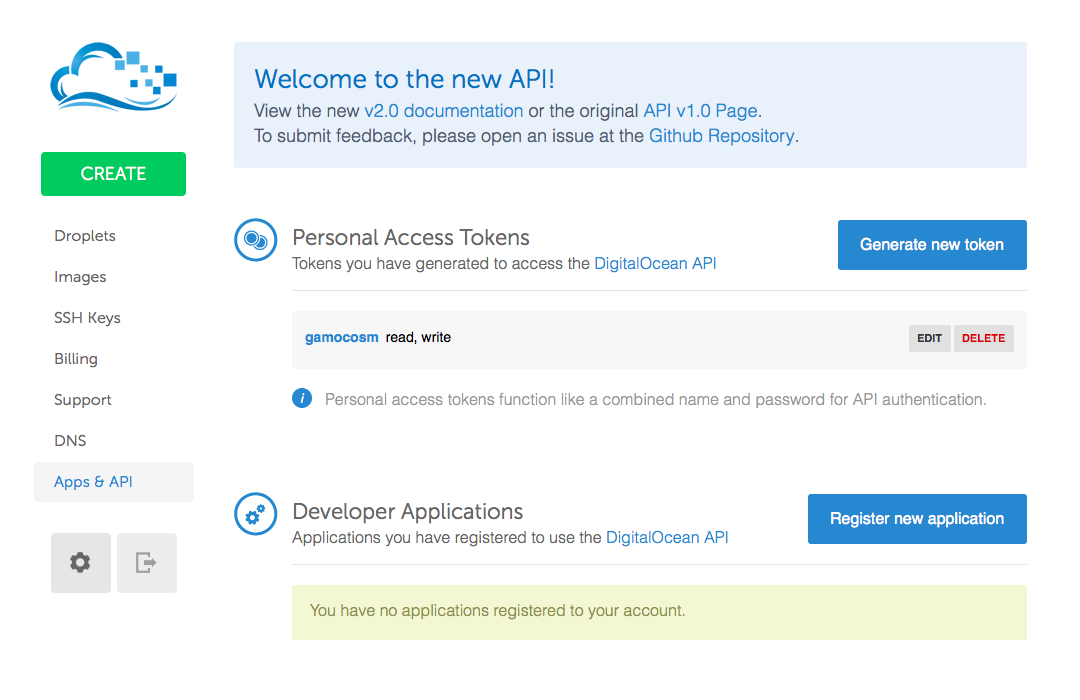 CREATE
Droplets
Images
SSH Keys
Billing
Support
DNS
Apps & API
Welcome to the new API!
View the new v2.0 documentation or the original API v1.0 Page.
To submit feedback, please open an issue at the Github Repository.
Personal Access Tokens
Tokens you have generated to access the DigitalOcean API
Generate new token
gamocosm read, write
EDIT DELETE
i Personal access tokens function like a combined name and password for API authentication.
Developer Applications
Applications you have registered to use the DigitalOcean API
Register new application
You have no applications registered to your account.